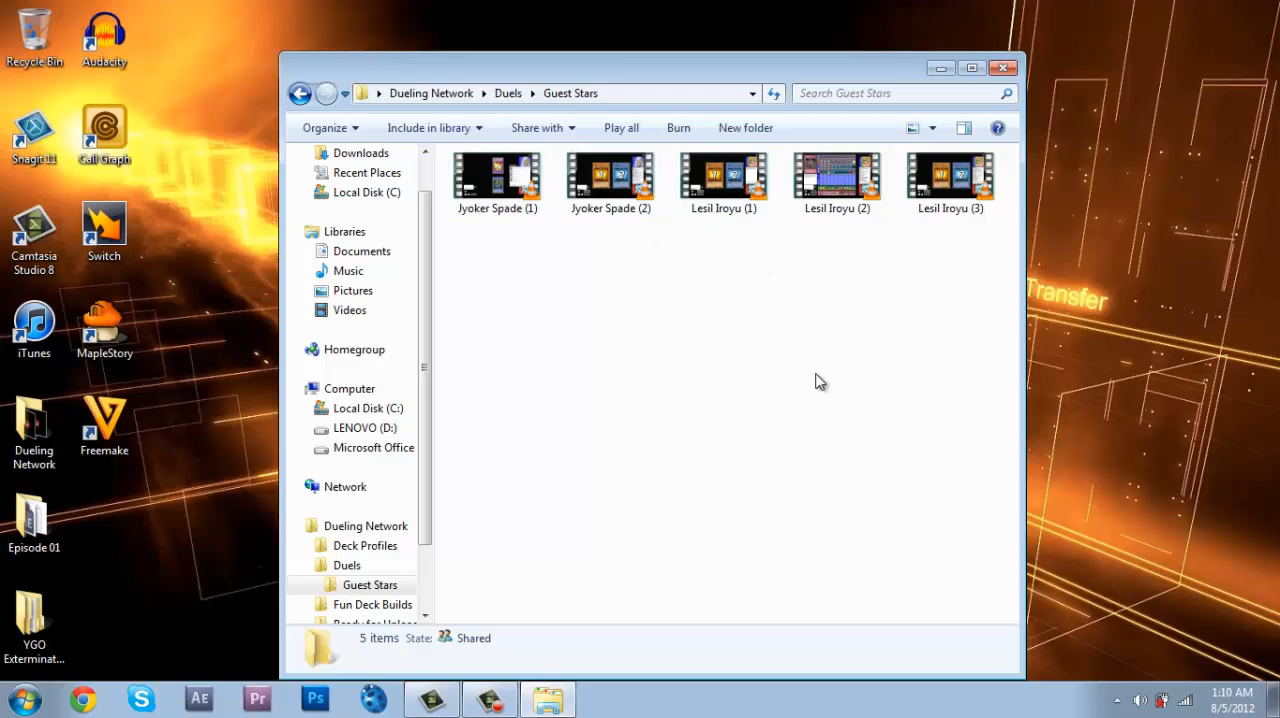 Recycle Bin
Audacity
Snagit 11
Call Graph
Camtasia
Studio 8
Switch
iTunes
MapleStory
Dueling
Network
Freemake
Episode 01
YGO
Exterminat...
Dueling Network
Duels
Guest Stars
Search Guest Stars
Organize
Include in library
Share with
Play all
Burn
New folder
Downloads
Recent Places
Local Disk (C)
Libraries
Documents
Music
Pictures
Videos
Homegroup
Computer
Local Disk (C:)
LENOVO (D:)
Microsoft Office
Network
Dueling Network
Deck Profiles
Duels
Guest Stars
Fun Deck Builds
Jyoker Spade (1)
Jyoker Spade (2)
Lesil Iroyu (1)
Lesil Iroyu (2)
Lesil Iroyu (3)
5 items State: Shared
Transfer
Ae
Pr
Ps
1:10 AM
8/5/2012